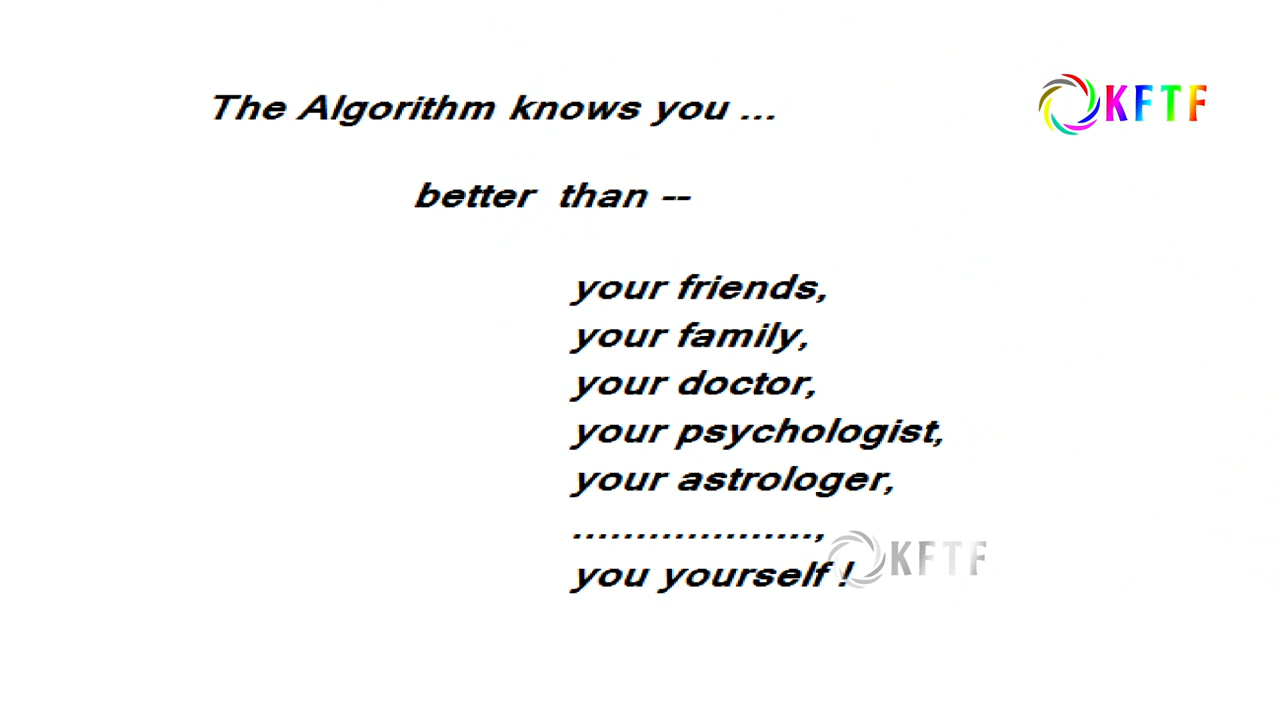 The Algorithm knows you ...
KFTF
better than --
your friends,
your family,
your doctor,
your psychologist,
your astrologer,
...................,
KFTF
you yourself !